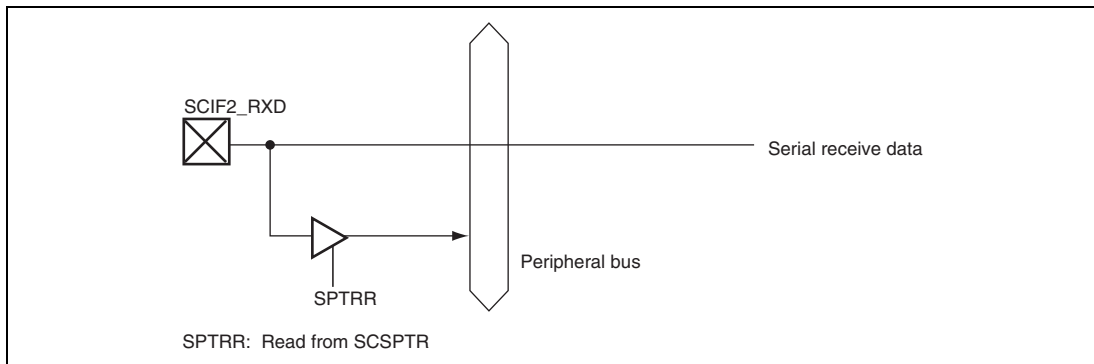 SCIF2_RXD
Serial receive data
Peripheral bus
SPTRR
SPTRR: Read from SCSPTR